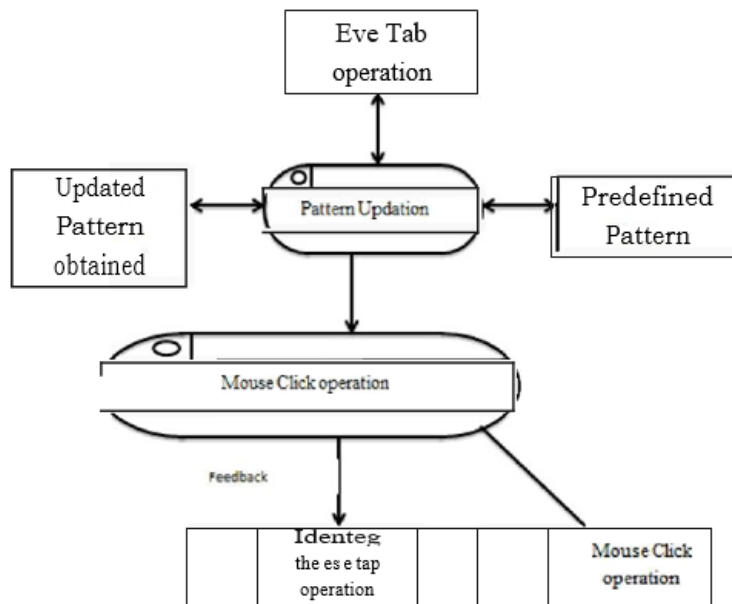 Eve Tab
operation
Updated
Pattern
obtained
Pattern Updation
Predefined
Pattern
Mouse Click operation
Feedback
Identeg
the es e tap
operation
Mouse Click
operation